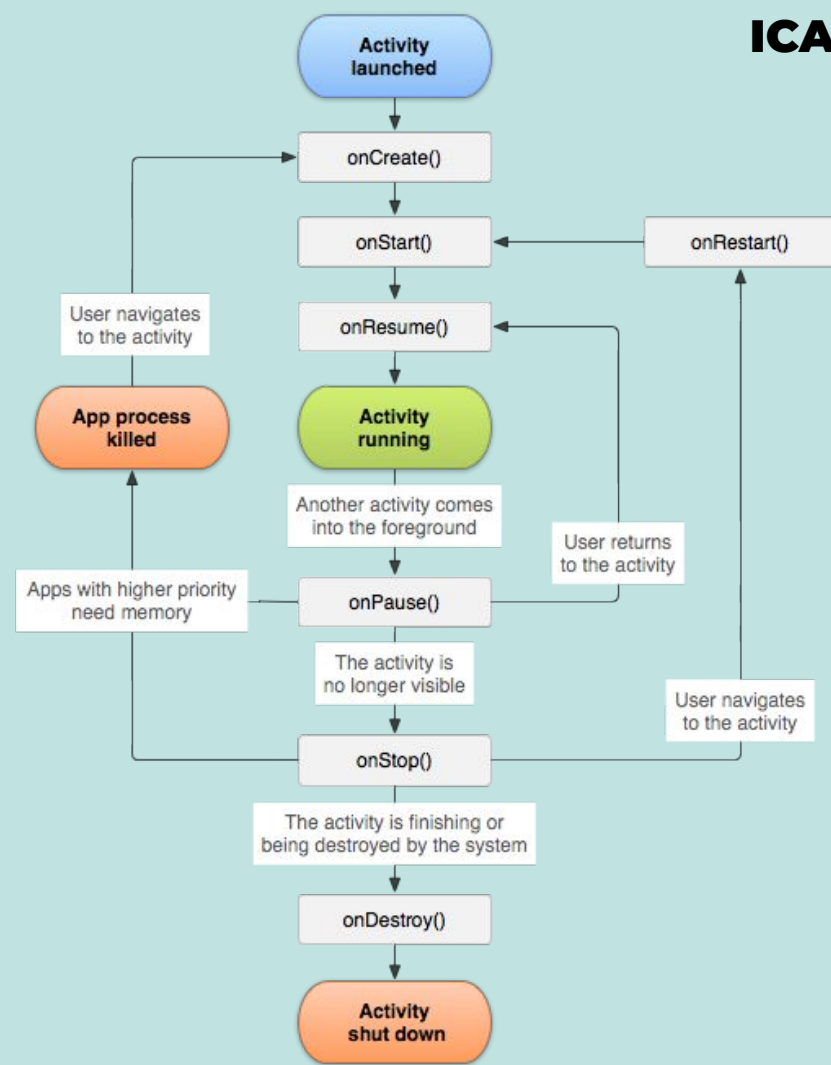 ICA
Activity
launched
onCreate()
onStart()
onRestart()
User navigates
to the activity
onResume()
App process
killed
Activity
running
Another activity comes
into the foreground
User returns
to the activity
Apps with higher priority
need memory
onPause()
The activity is
no longer visible
User navigates
to the activity
onStop()
The activity is finishing or
being destroyed by the system
onDestroy()
Activity
shut down